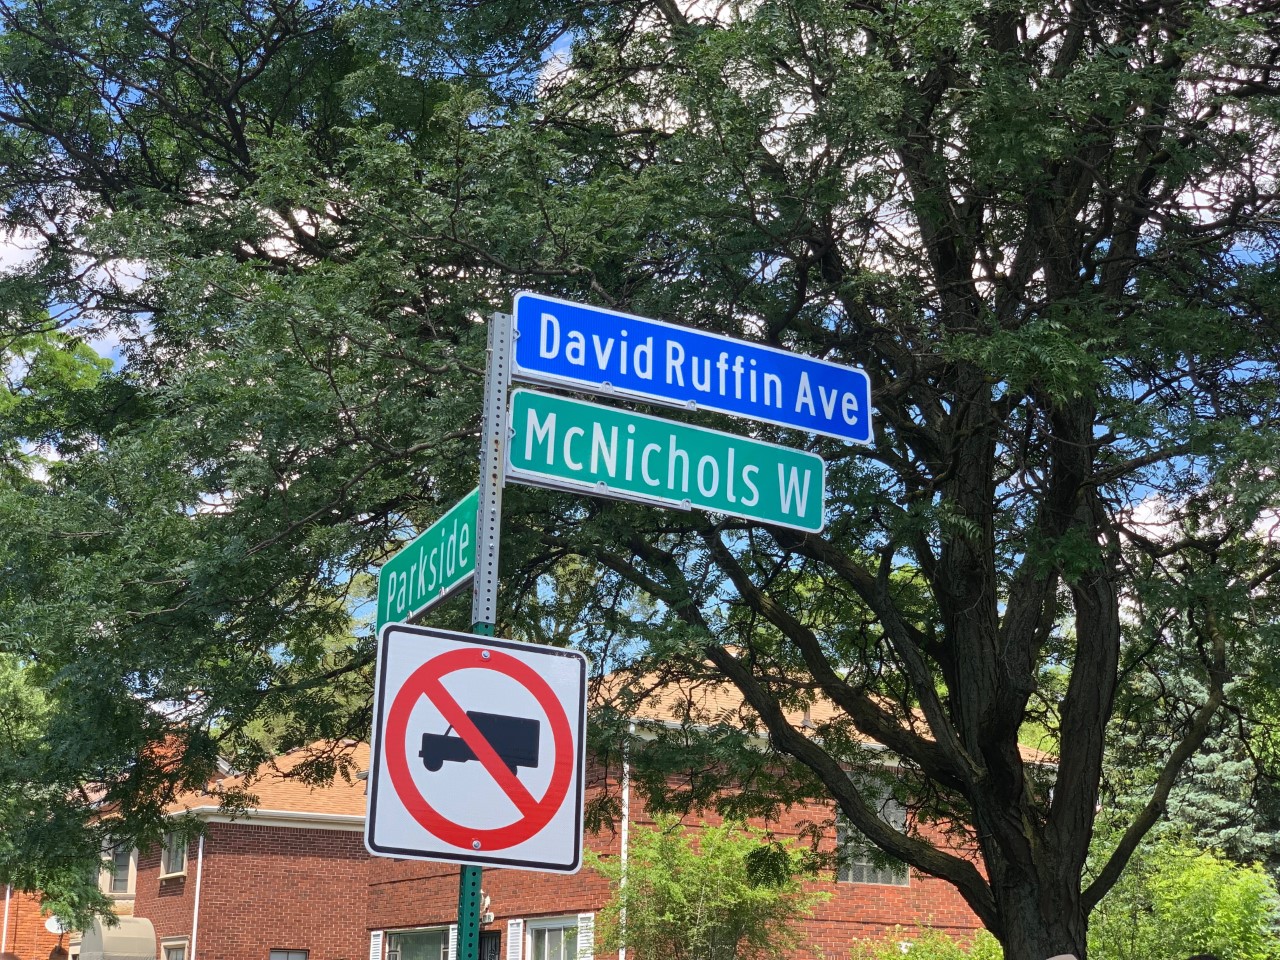 David Ruffin Ave
McNichols W
Parkside